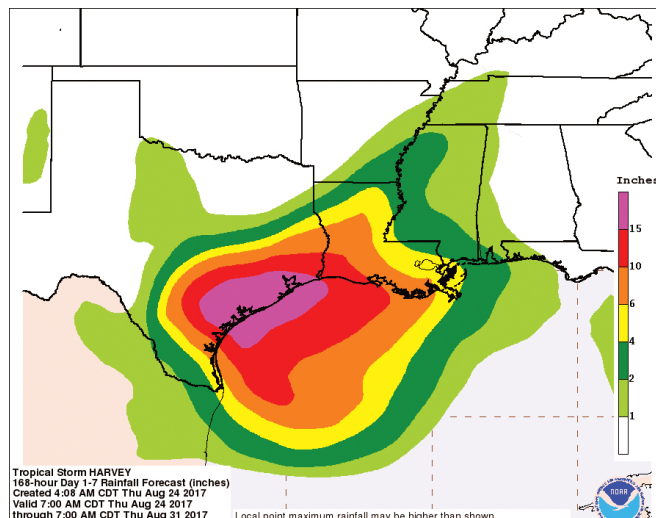 Inches
15
10
6
4
2
1
Tropical Storm HARVEY
168-hour Day 1-7 Rainfall Forecast (inches)
Created 4:08 AM CDT Thu Aug 24 2017
Valid 7:00 AM CDT Thu Aug 24 2017
through 7:00 AM CDT Thu Aug 31 2017
Local point maximum rainfall may be higher than shown
NOAA